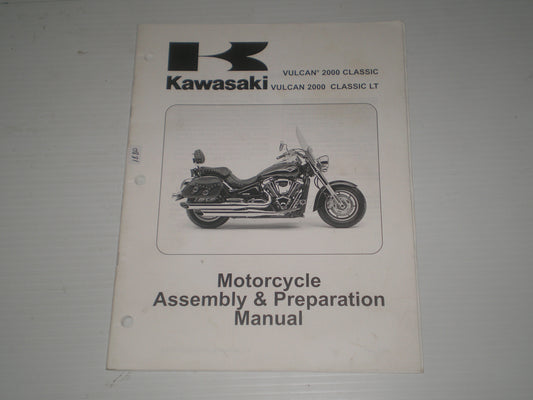 Kawasaki
VULCAN® 2000 CLASSIC
VULCAN 2000 CLASSIC LT
Motorcycle
Assembly & Preparation
Manual